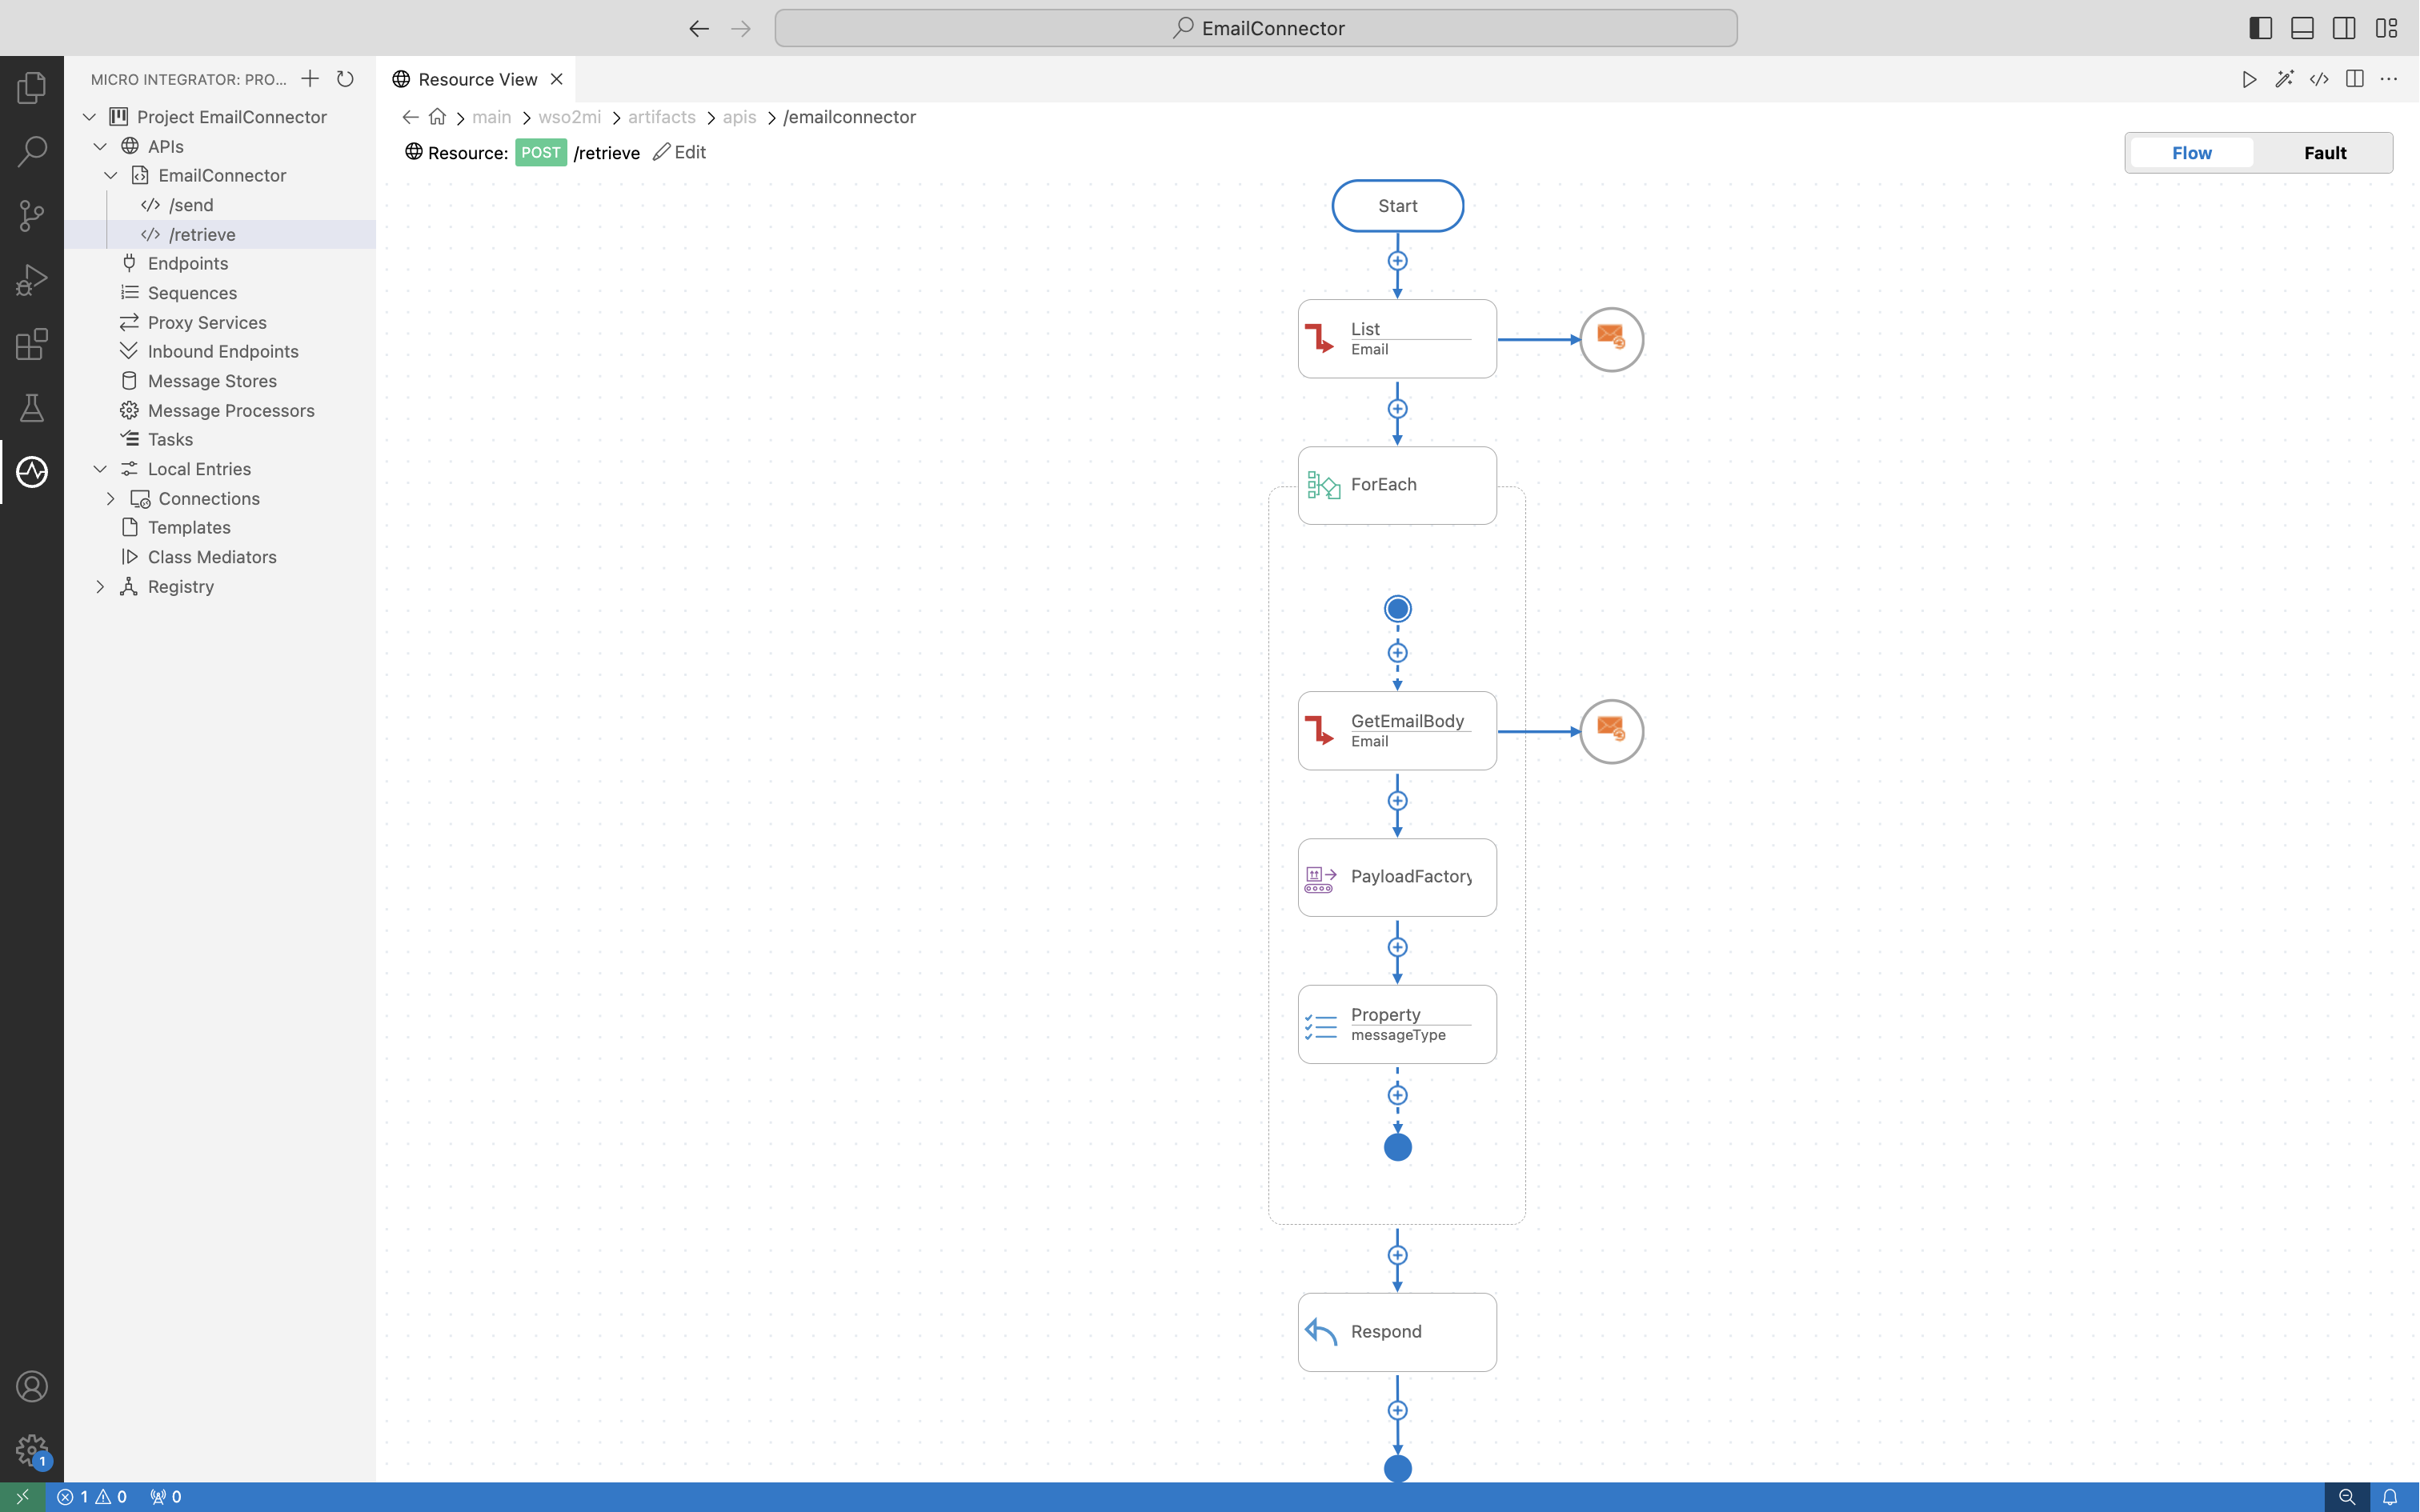 EmailConnector
MICRO INTEGRATOR: PRO...
Project EmailConnector
APIs
EmailConnector
/send
/retrieve
Endpoints
Sequences
Proxy Services
Inbound Endpoints
Message Stores
Message Processors
Tasks
Local Entries
Connections
Templates
Class Mediators
Registry
Resource View
main > wso2mi > artifacts > apis > /emailconnector
Resource: POST /retrieve Edit
Flow Fault
Start
List
Email
ForEach
GetEmailBody
Email
PayloadFactory
Property
messageType
Respond
1
1 0 0